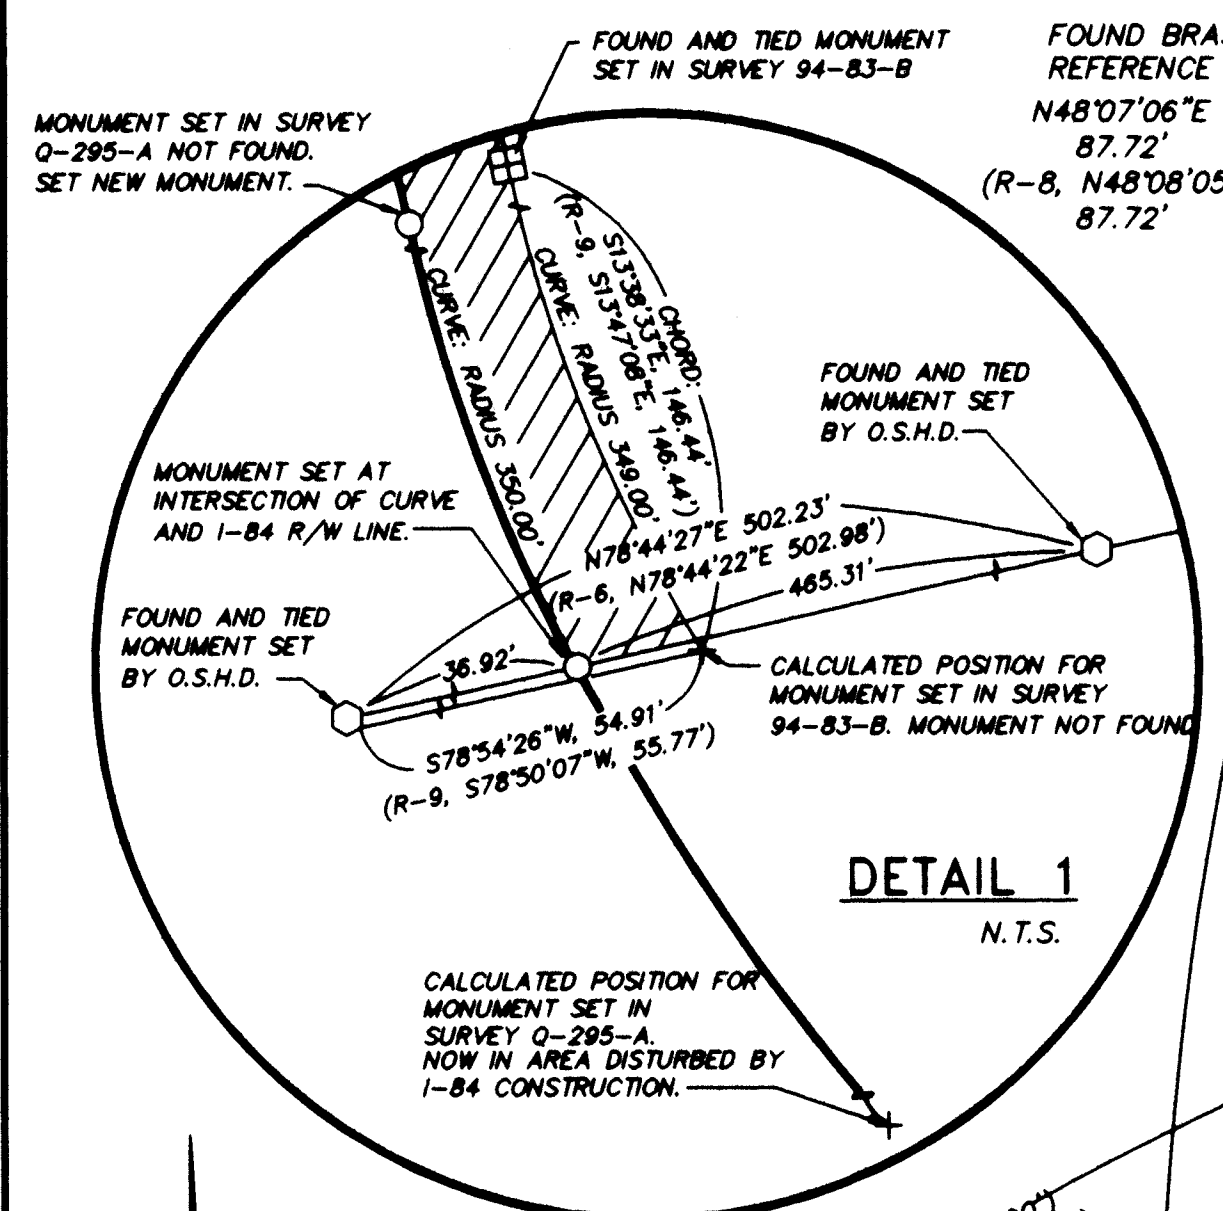 FOUND AND TIED MONUMENT
SET IN SURVEY 94-83-B
FOUND
REFERENCE
N48°07'06"E
87.72'
(R-8, N48°08'05
87.72'
MONUMENT SET IN SURVEY
Q-295-A NOT FOUND.
SET NEW MONUMENT.
CHORD:
S13°38'33"E, 146.44'
(R-9, S13°47'08"E, 146.44')
CURVE: RADIUS 349.00'
CURVE: RADIUS 350.00'
FOUND AND TIED
MONUMENT SET
BY O.S.H.D.
MONUMENT SET AT
INTERSECTION OF CURVE
AND I-84 R/W LINE.
N78°44'27"E 502.23'
(R-6, N78°44'22"E 502.98')
465.31'
FOUND AND TIED
MONUMENT SET
BY O.S.H.D.
36.92'
CALCULATED POSITION FOR
MONUMENT SET IN SURVEY
94-83-B. MONUMENT NOT FOUND
S78°54'26"W, 54.91'
(R-9, S78°50'07"W, 55.77')
DETAIL 1
N.T.S.
CALCULATED POSITION FOR
MONUMENT SET IN
SURVEY Q-295-A.
NOW IN AREA DISTURBED BY
I-84 CONSTRUCTION.